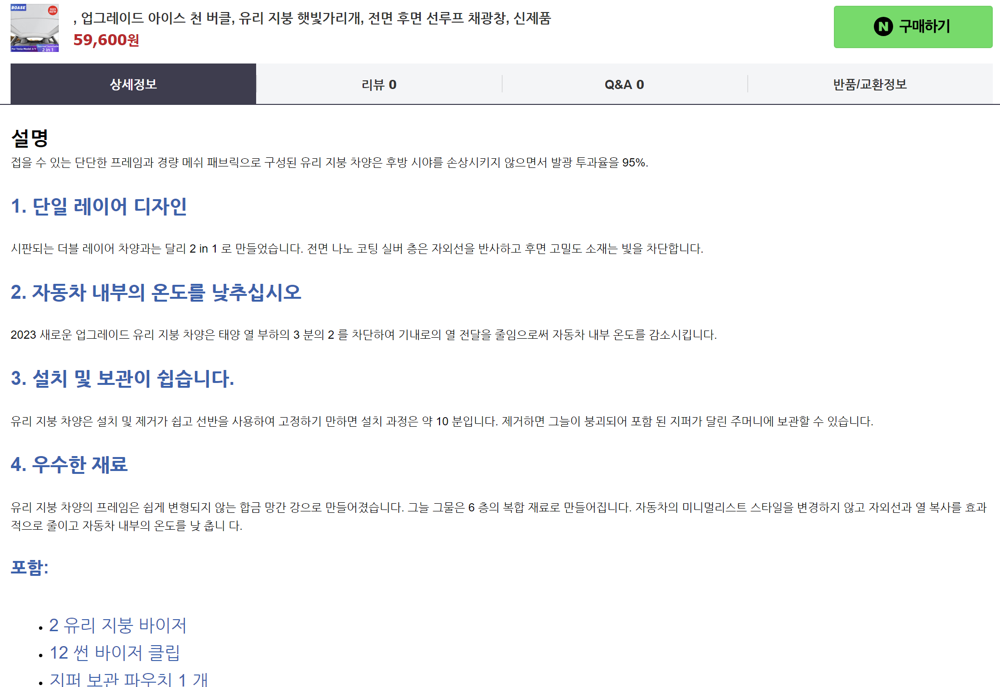 BOASE
2023
NEW
For Tesla Model 3/Y
Sunroof Sunshade
2 in 1
, 업그레이드 아이스 천 버클, 유리 지붕 햇빛가리개, 전면 후면 선루프 채광창, 신제품
59,600원
N 구매하기
상세정보
리뷰 0
Q&A 0
반품/교환정보
설명
접을 수 있는 단단한 프레임과 경량 메쉬 패브릭으로 구성된 유리 지붕 차양은 후방 시야를 손상시키지 않으면서 발광 투과율을 95%.
1. 단일 레이어 디자인
시판되는 더블 레이어 차양과는 달리 2 in 1 로 만들었습니다. 전면 나노 코팅 실버 층은 자외선을 반사하고 후면 고밀도 소재는 빛을 차단합니다.
2. 자동차 내부의 온도를 낮추십시오
2023 새로운 업그레이드 유리 지붕 차양은 태양 열 부하의 3 분의 2 를 차단하여 기내로의 열 전달을 줄임으로써 자동차 내부 온도를 감소시킵니다.
3. 설치 및 보관이 쉽습니다.
유리 지붕 차양은 설치 및 제거가 쉽고 선반을 사용하여 고정하기 만하면 설치 과정은 약 10 분입니다. 제거하면 그늘이 붕괴되어 포함 된 지퍼가 달린 주머니에 보관할 수 있습니다.
4. 우수한 재료
유리 지붕 차양의 프레임은 쉽게 변형되지 않는 합금 망간 강으로 만들어졌습니다. 그늘 그물은 6 층의 복합 재료로 만들어집니다. 자동차의 미니멀리스트 스타일을 변경하지 않고 자외선과 열 복사를 효과
적으로 줄이고 자동차 내부의 온도를 낮 춥니 다.
포함:
• 2 유리 지붕 바이저
• 12 썬 바이저 클립
• 지퍼 보관 파우치 1 개